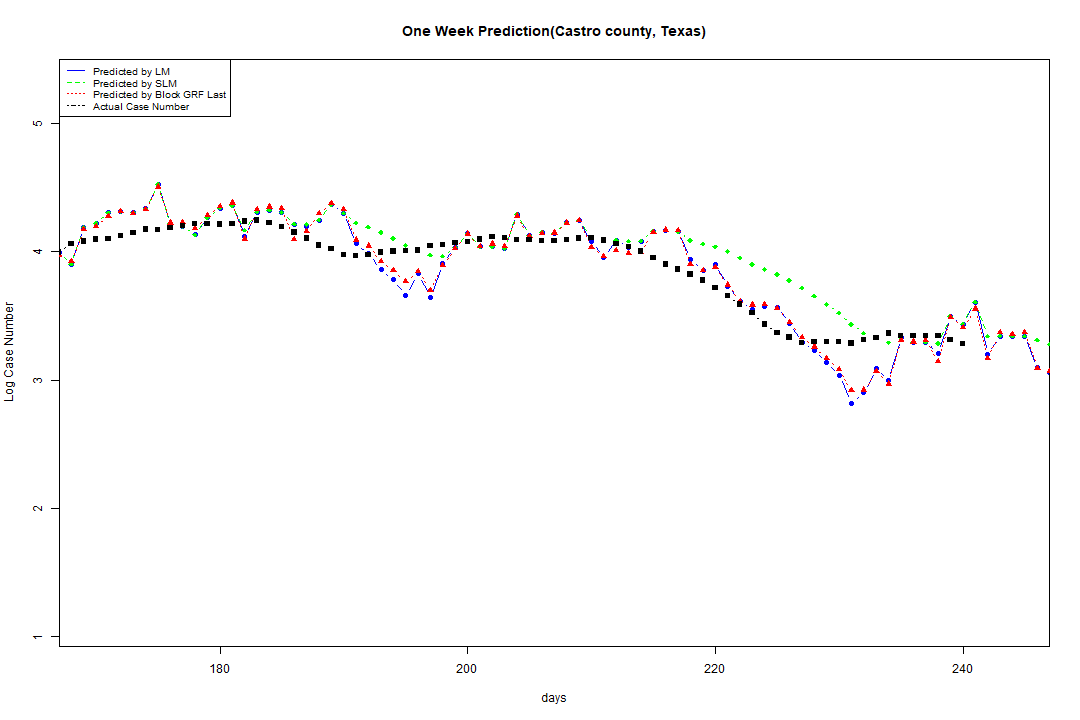 One Week Prediction(Castro county, Texas)
Predicted by LM
Predicted by SLM
Predicted by Block GRF Last
Actual Case Number
5
4
3
2
1
Log Case Number
180 200 220 240
days